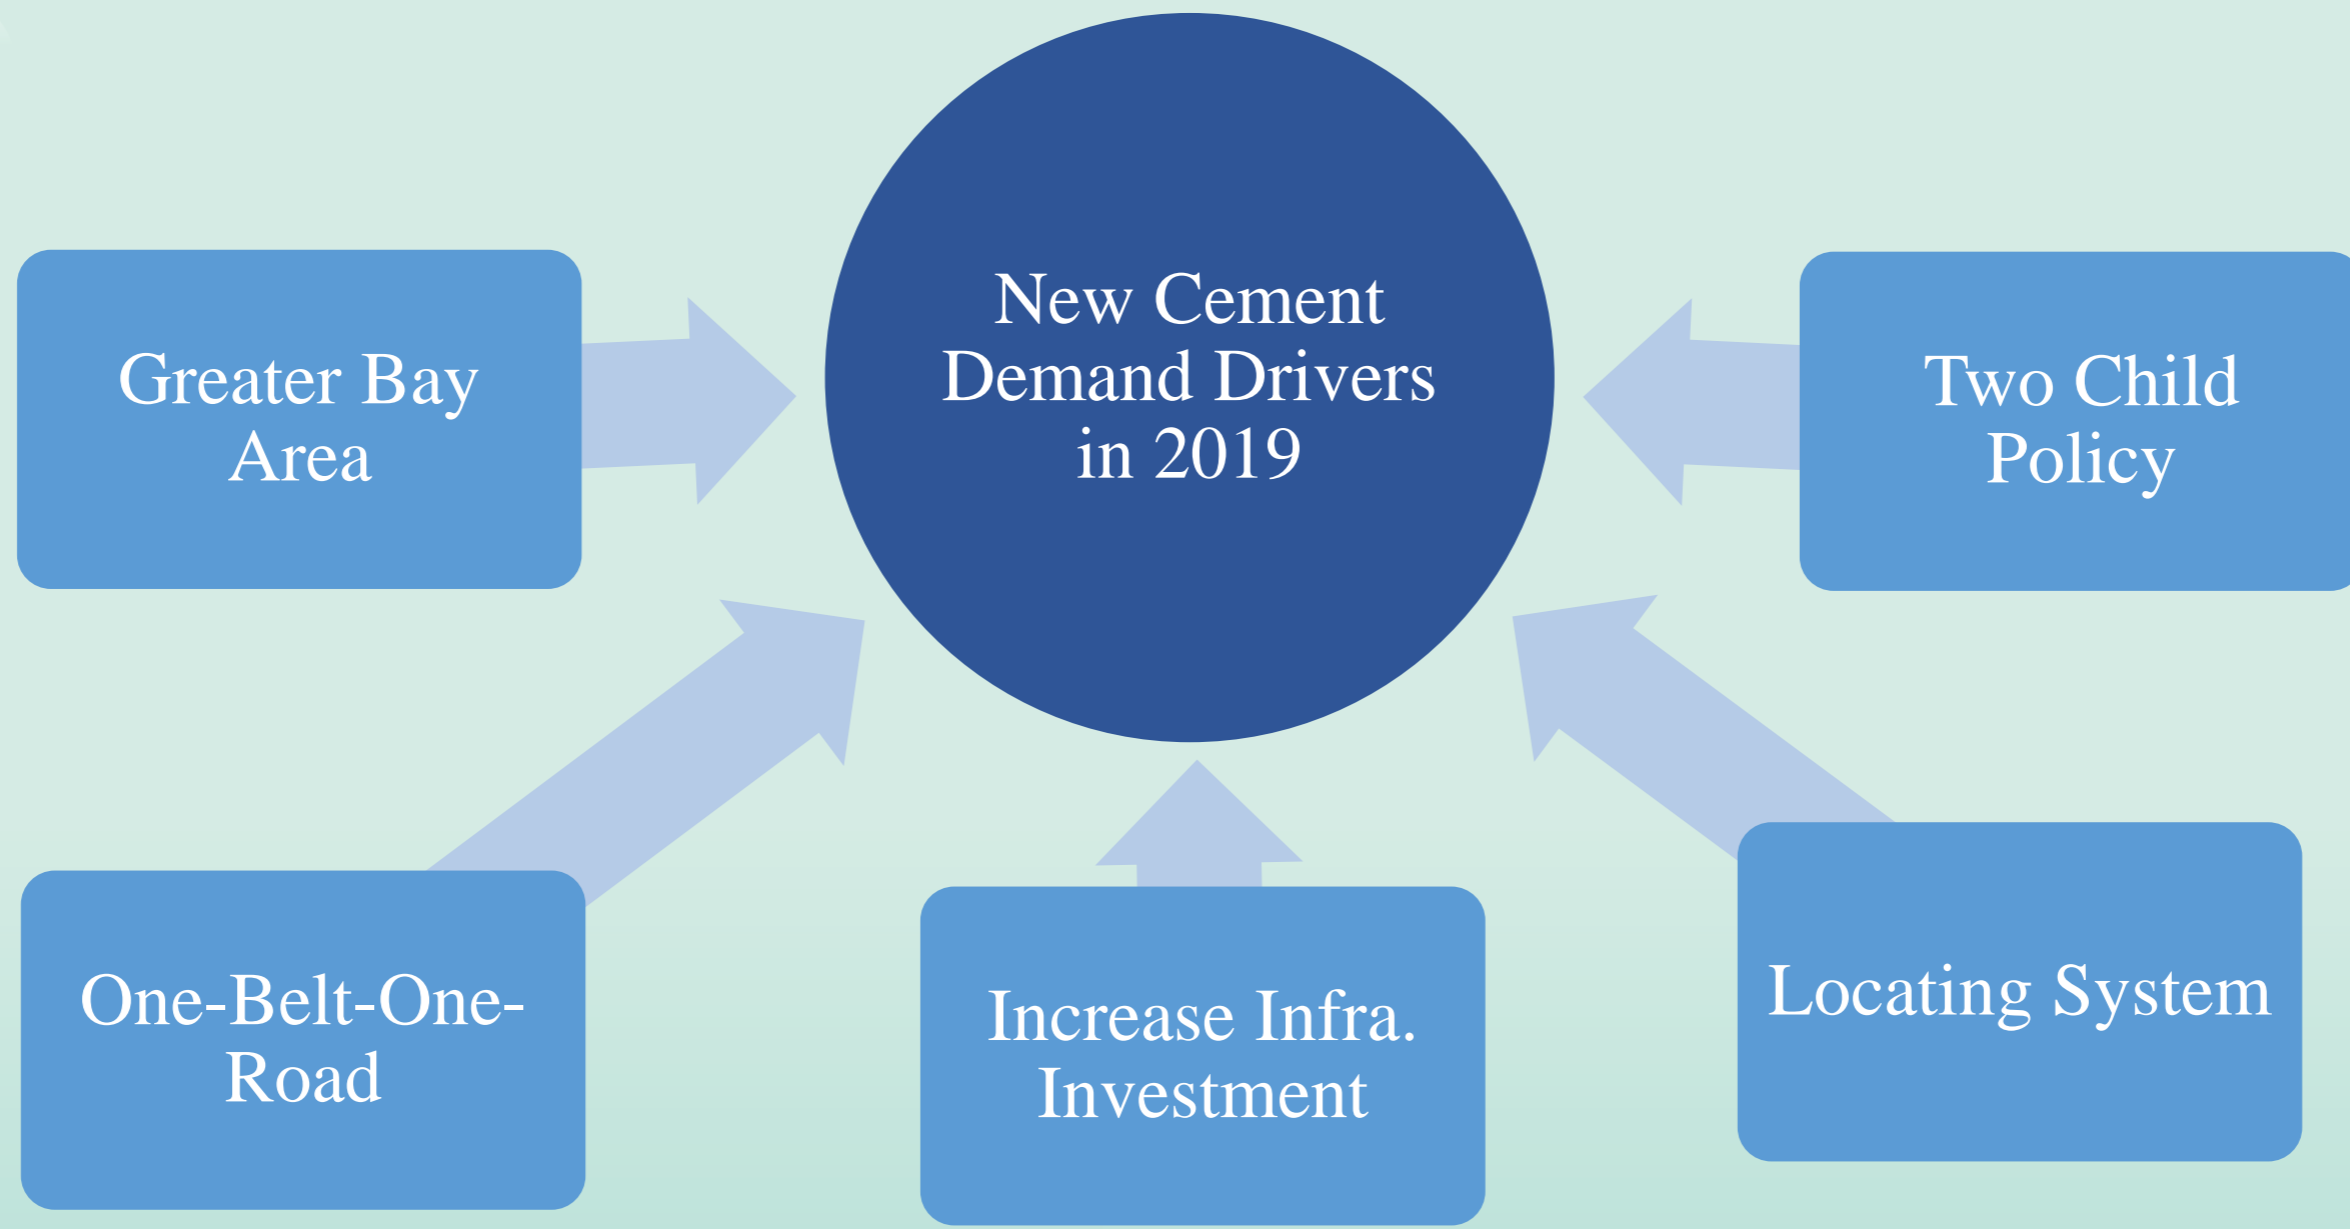 New Cement
Demand Drivers
in 2019
Greater Bay
Area
Two Child
Policy
One-Belt-One-
Road
Increase Infra.
Investment
Locating System